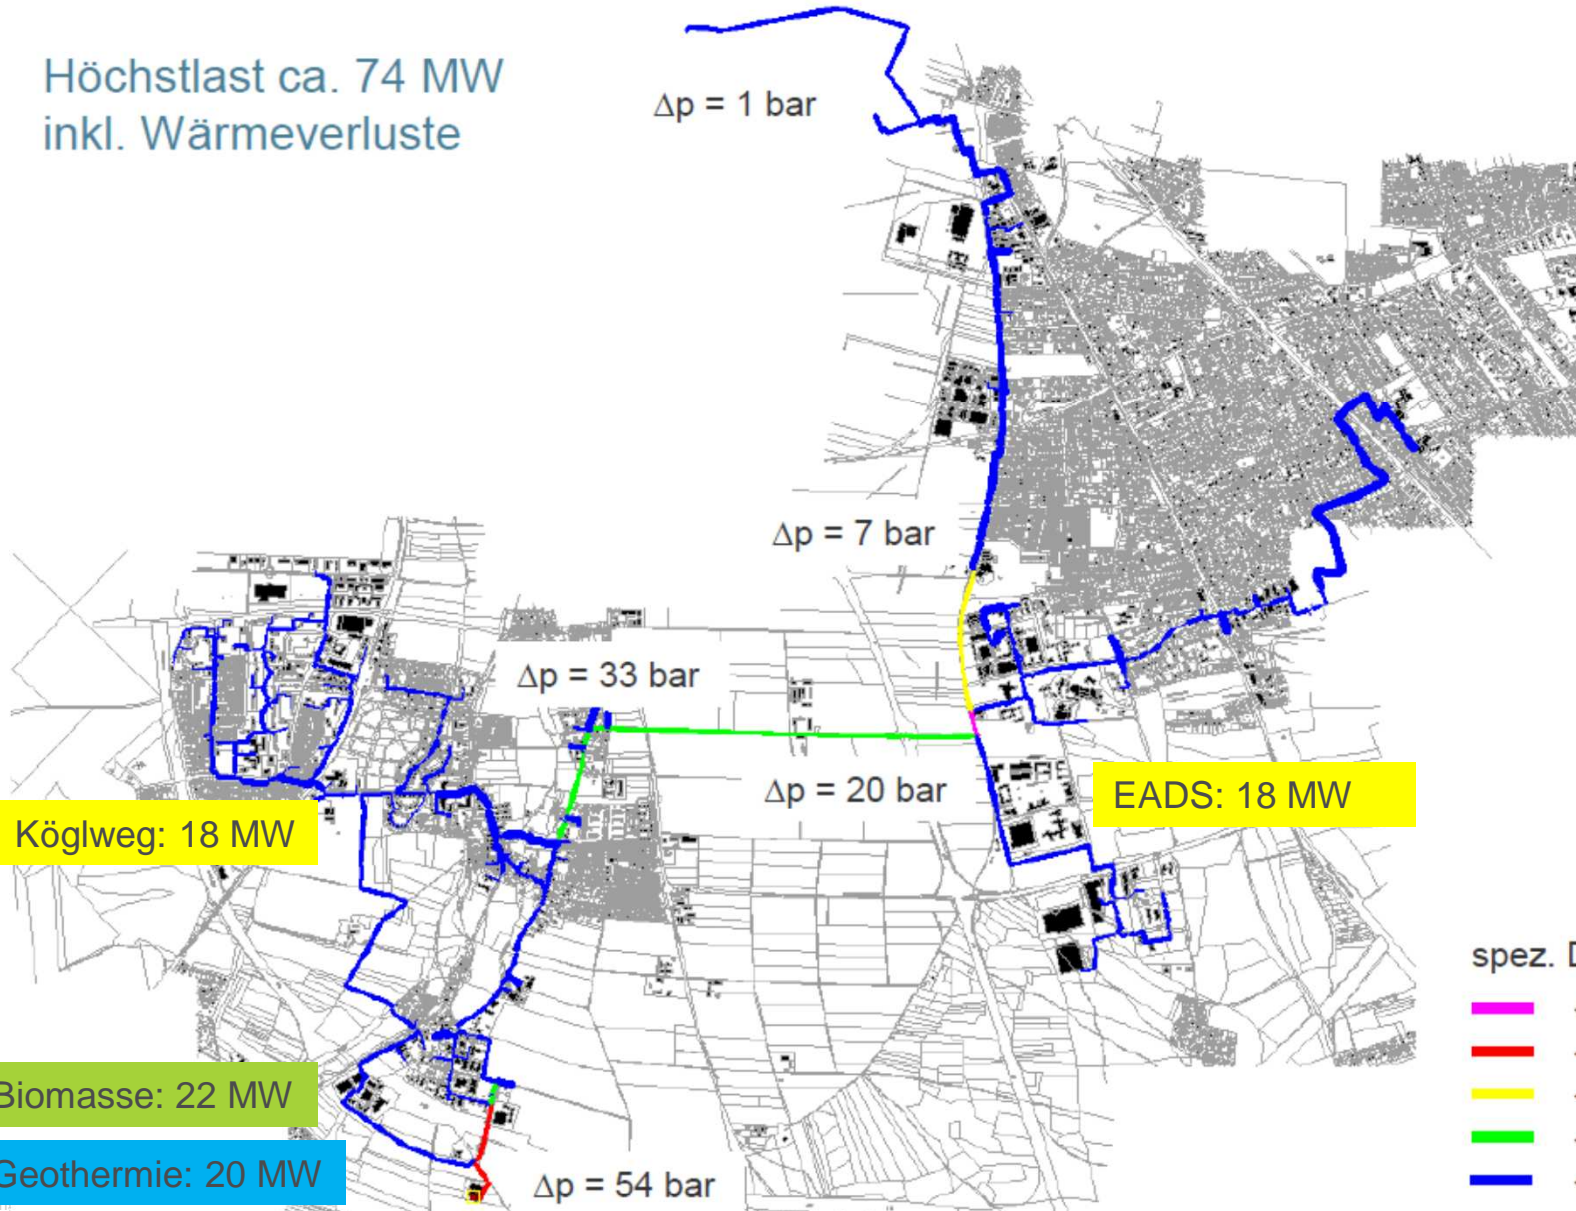 Höchstlast ca. 74 MW
inkl. Wärmeverluste
Δp = 1 bar
Δp = 7 bar
Δp = 33 bar
Δp = 20 bar
EADS: 18 MW
Köglweg: 18 MW
spez.
Biomasse: 22 MW
Geothermie: 20 MW
Δp = 54 bar